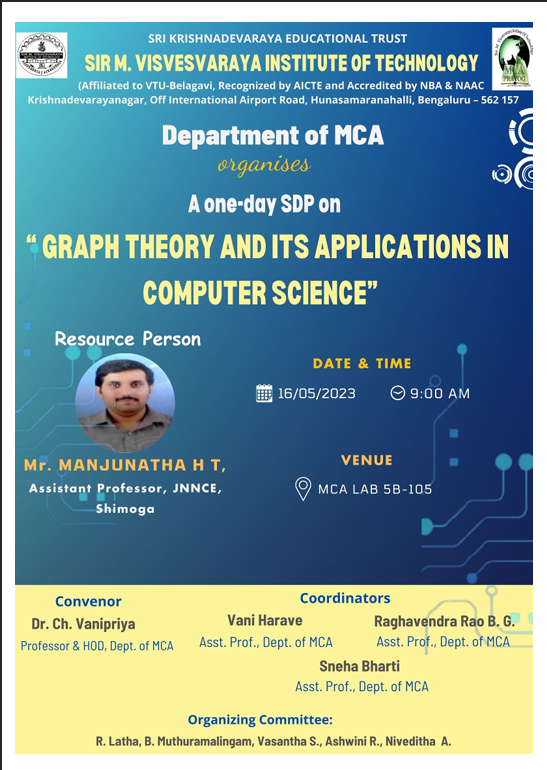 SRI KRISHNADEVARAYA EDUCATIONAL TRUST
SIR M. VISVESVARAYA INSTITUTE OF TECHNOLOGY
(Affiliated to VTU-Belagavi, Recognized by AICTE and Accredited by NBA & NAAC
Krishnadevarayanagar, Off International Airport Road, Hunasamaranahalli, Bengaluru – 562 157
Department of MCA
organises
A one-day SDP on
“ GRAPH THEORY AND ITS APPLICATIONS IN
COMPUTER SCIENCE”
Resource Person
Mr. MANJUNATHA H T,
Assistant Professor, JNNCE,
Shimoga
DATE & TIME
16/05/2023 9:00 AM
VENUE
MCA LAB 5B-105
Convenor
Dr. Ch. Vanipriya
Professor & HOD, Dept. of MCA
Coordinators
Vani Harave
Asst. Prof., Dept. of MCA
Raghavendra Rao B. G.
Asst. Prof., Dept. of MCA
Sneha Bharti
Asst. Prof., Dept. of MCA
Organizing Committee:
R. Latha, B. Muthuramalingam, Vasantha S., Ashwini R., Niveditha A.